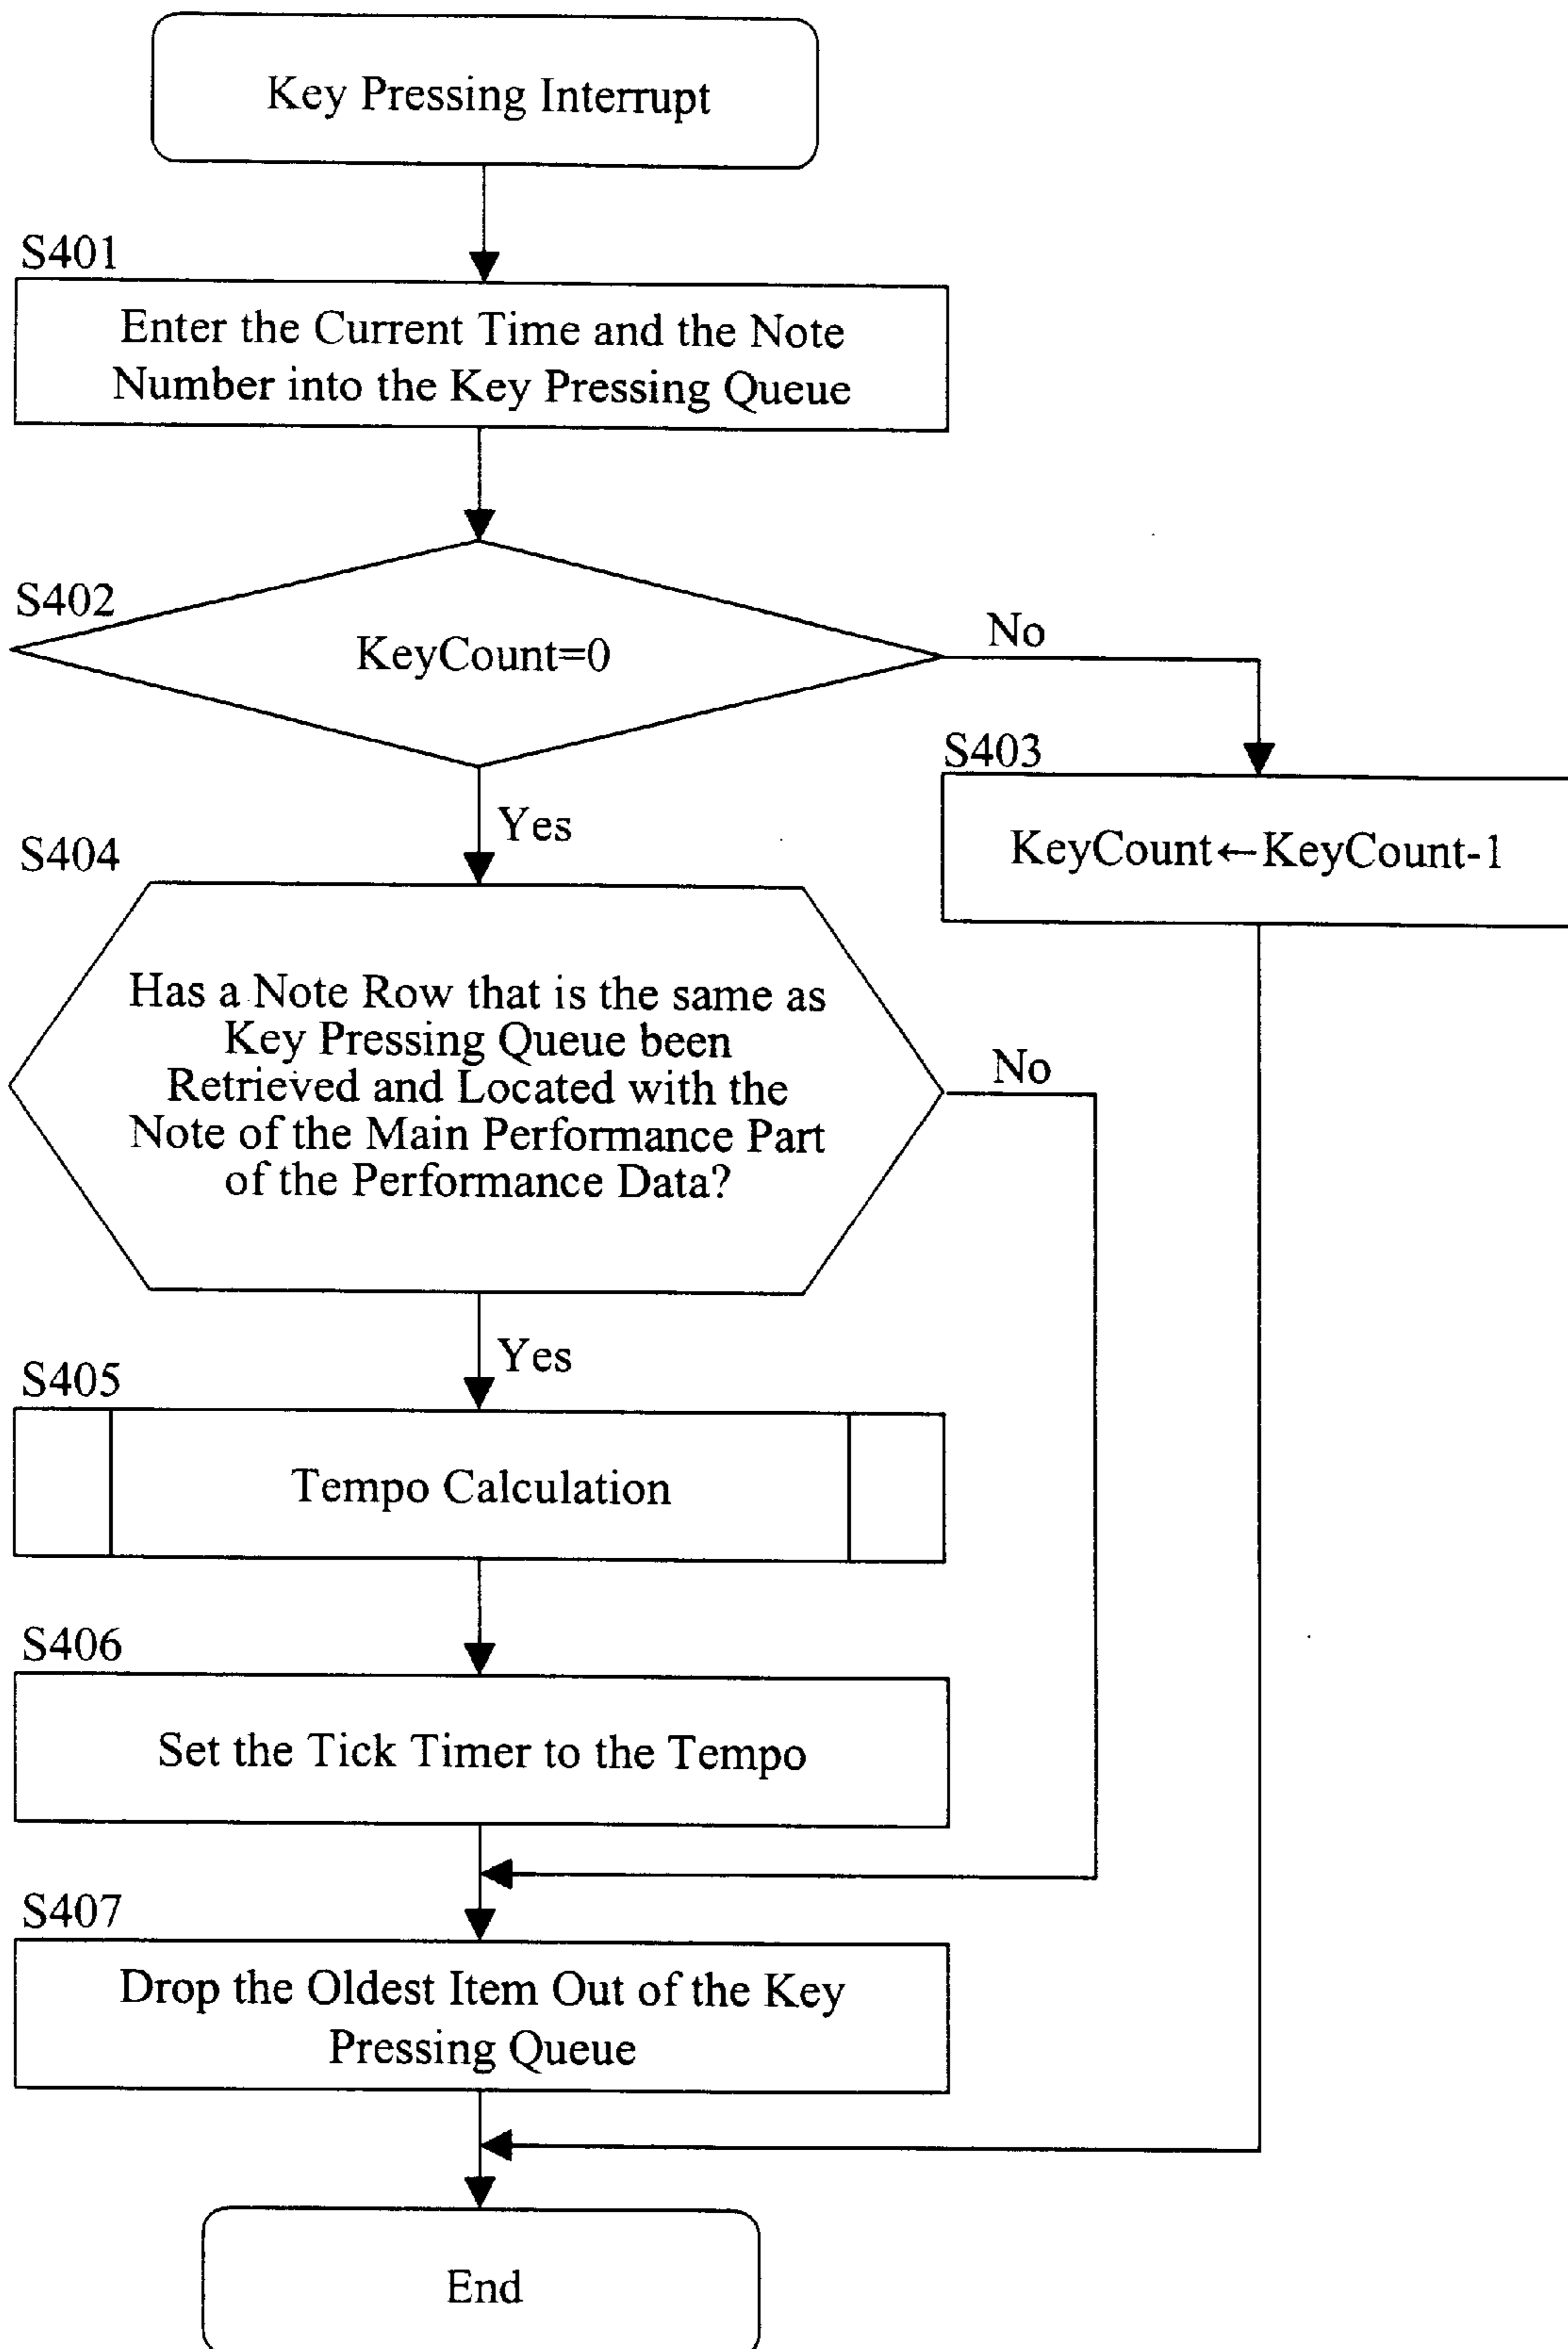 Key Pressing Interrupt
S401
Enter the Current Time and the Note
Number into the Key Pressing Queue
S402
KeyCount=0
No
S403
KeyCount←KeyCount-1
Yes
S404
Has a Note Row that is the same as
Key Pressing Queue been
Retrieved and Located with the
Note of the Main Performance Part
of the Performance Data?
No
Yes
S405
Tempo Calculation
S406
Set the Tick Timer to the Tempo
S407
Drop the Oldest Item Out of the Key
Pressing Queue
End